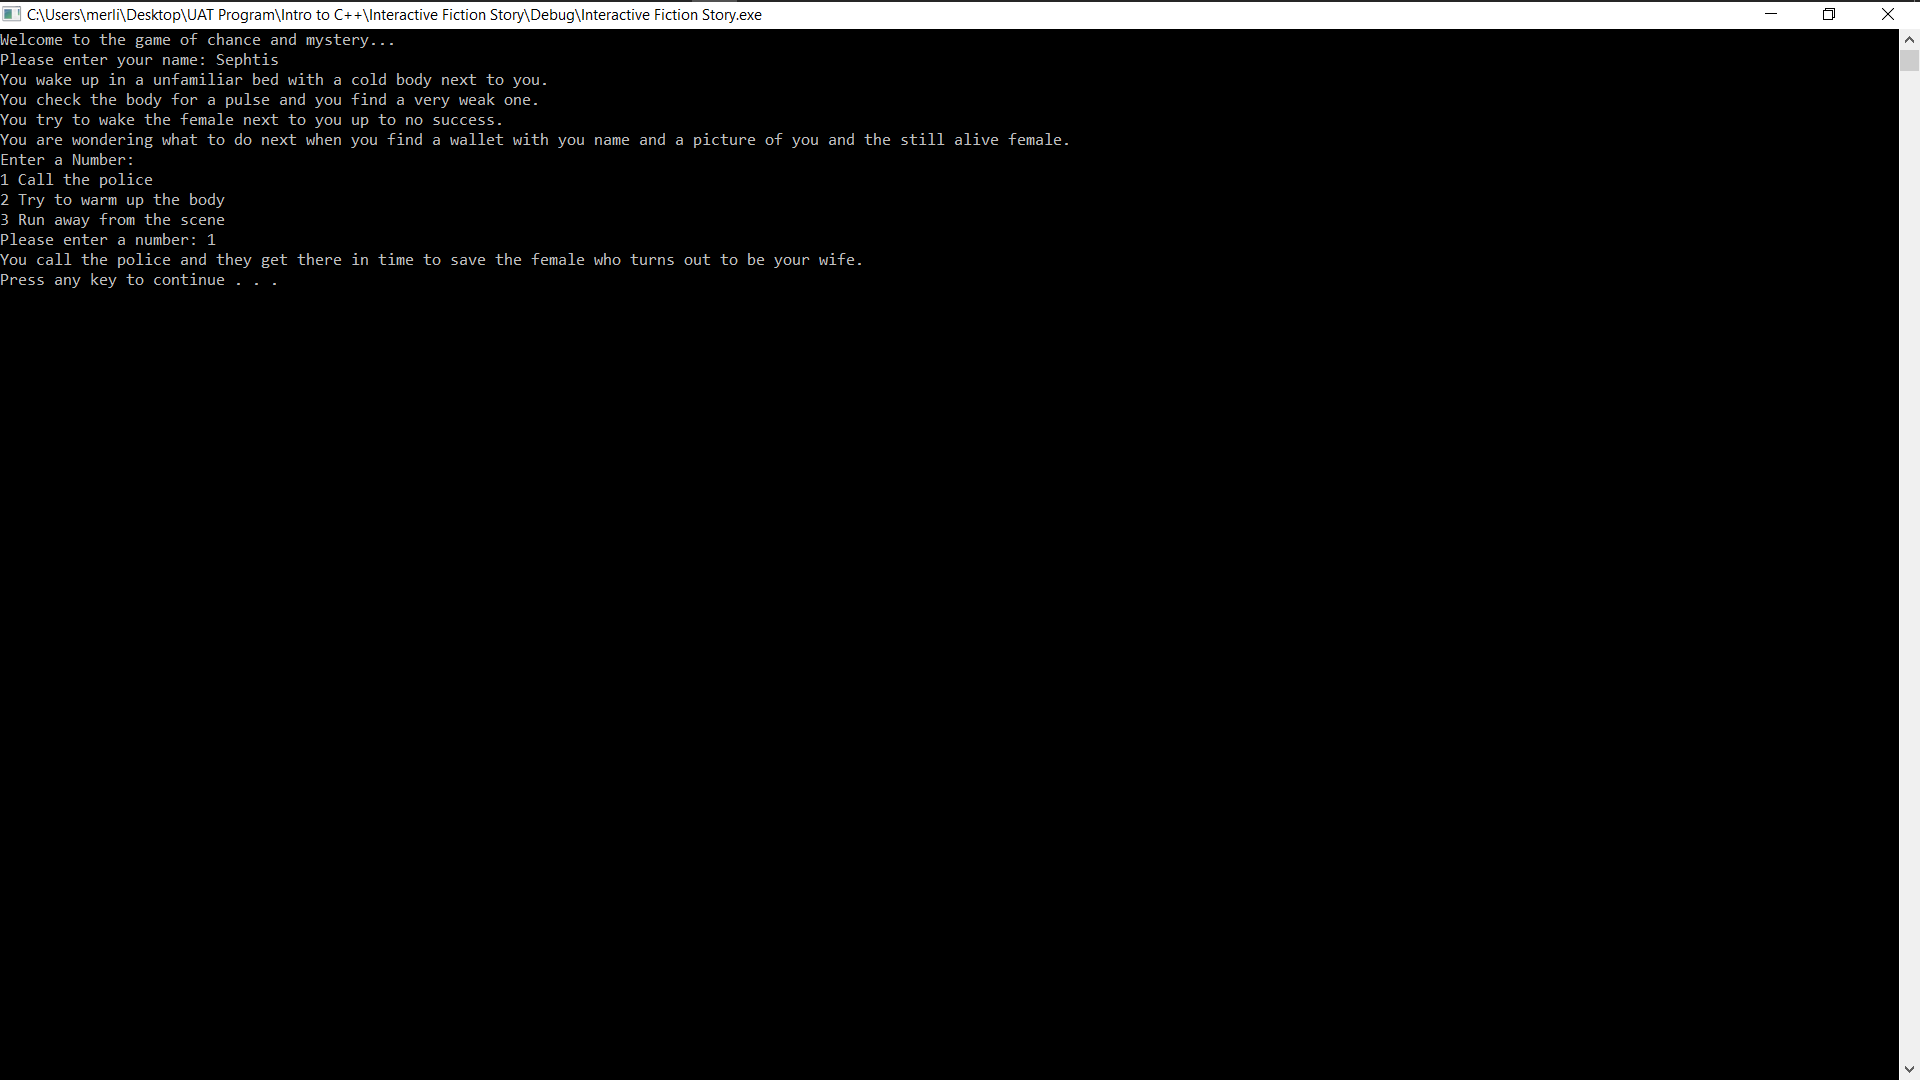 C:\Users\merli\Desktop\UAT Program\Intro to C++\Interactive Fiction Story\Debug\Interactive Fiction Story.exe
Welcome to the game of chance and mystery...
Please enter your name: Sephtis
You wake up in a unfamiliar bed with a cold body next to you.
You check the body for a pulse and you find a very weak one.
You try to wake the female next to you up to no success.
You are wondering what to do next when you find a wallet with you name and a picture of you and the still alive female.
Enter a Number:
1 Call the police
2 Try to warm up the body
3 Run away from the scene
Please enter a number: 1
You call the police and they get there in time to save the female who turns out to be your wife.
Press any key to continue . . .